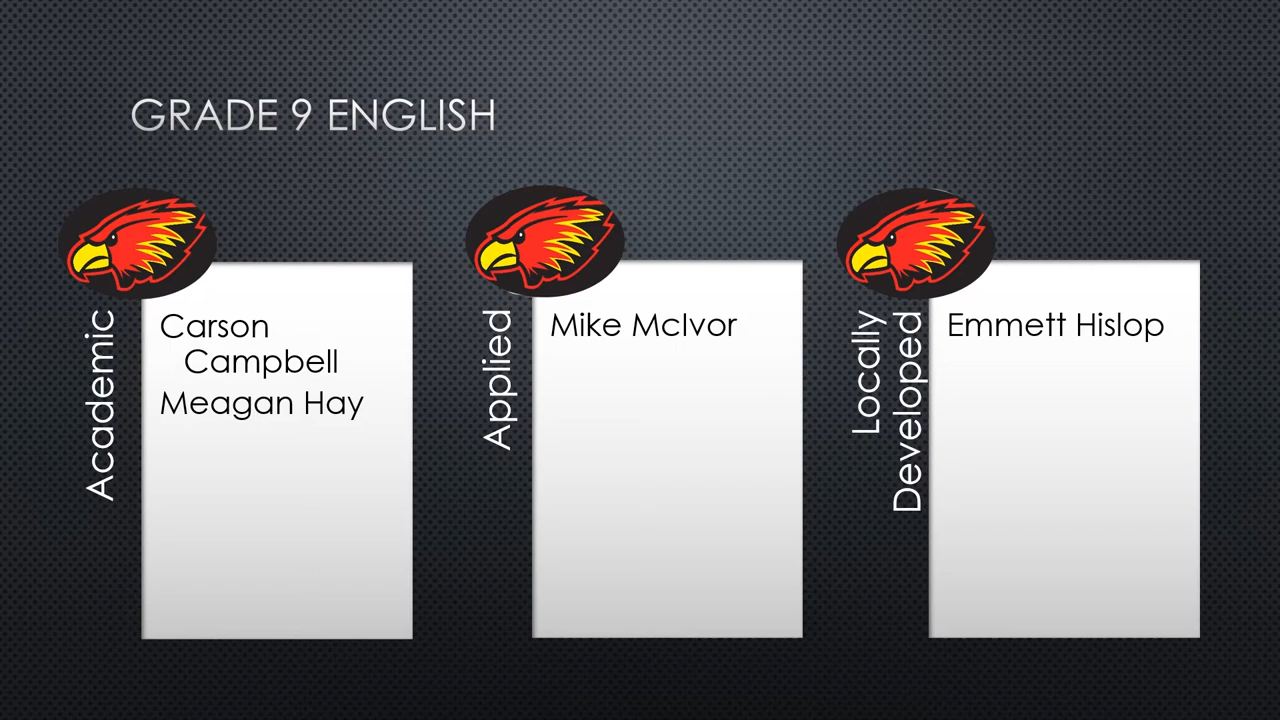 GRADE 9 ENGLISH
Academic
Carson
Campbell
Meagan Hay
Applied
Mike McIvor
Locally
Developed
Emmett Hislop